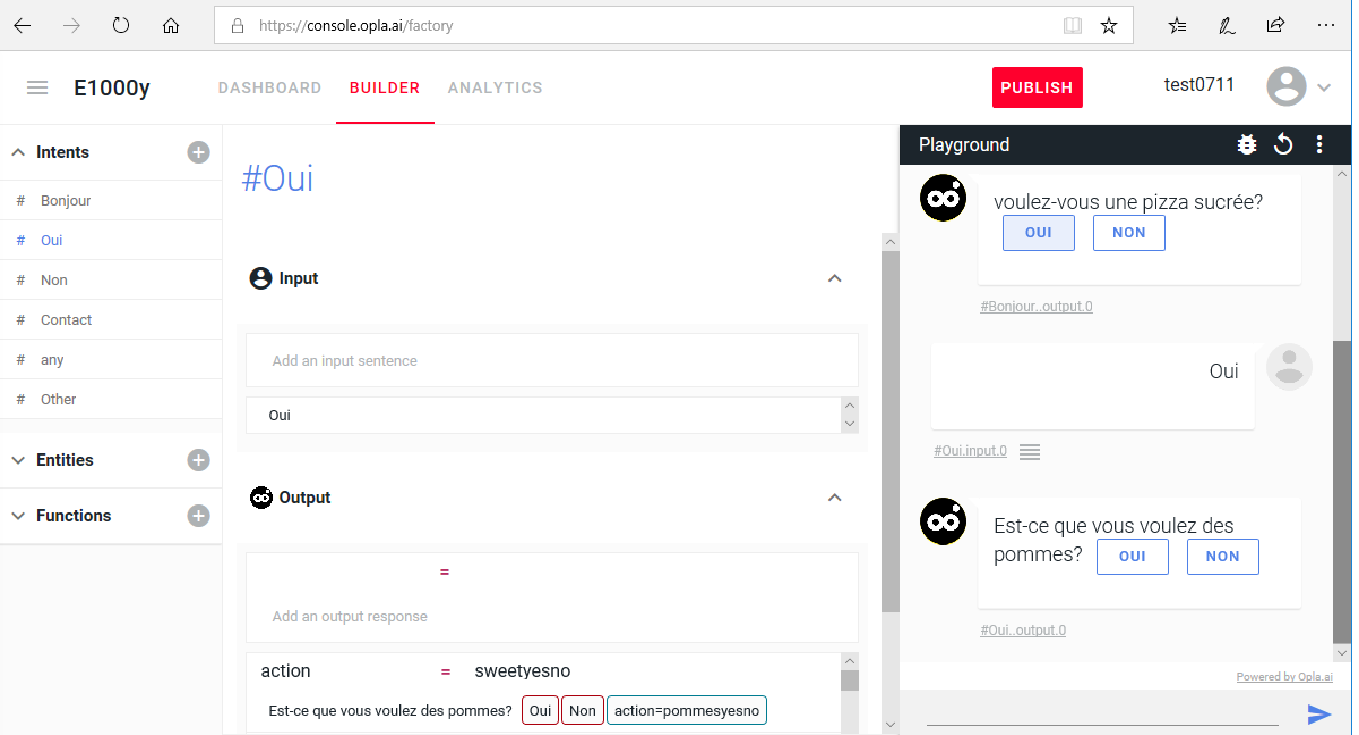 https://console.opla.ai/factory
E1000y
DASHBOARD
BUILDER
ANALYTICS
PUBLISH
test0711
Intents
# Bonjour
# Oui
# Non
# Contact
# any
# Other
Entities
Functions
#Oui
Input
Add an input sentence
Oui
Output
=
Add an output response
action = sweetyesno
Est-ce que vous voulez des pommes? Oui Non action=pommesyesno
Playground
voulez-vous une pizza sucrée?
OUI NON
#Bonjour..output.0
Oui
#Oui.input.0
Est-ce que vous voulez des
pommes? OUI NON
#Oui..output.0
Powered by Opla.ai